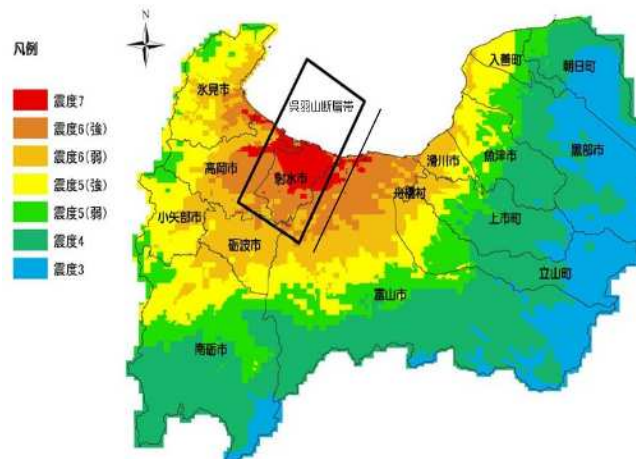 N
凡例
震度7
震度6(強)
震度6(弱)
震度5(強)
震度5(弱)
震度4
震度3
入善町
朝日町
氷見市
呉羽山断層帯
黒部市
魚津市
滑川市
高岡市
射水市
舟橋村
上市町
小矢部市
砺波市
立山町
富山市
南砺市